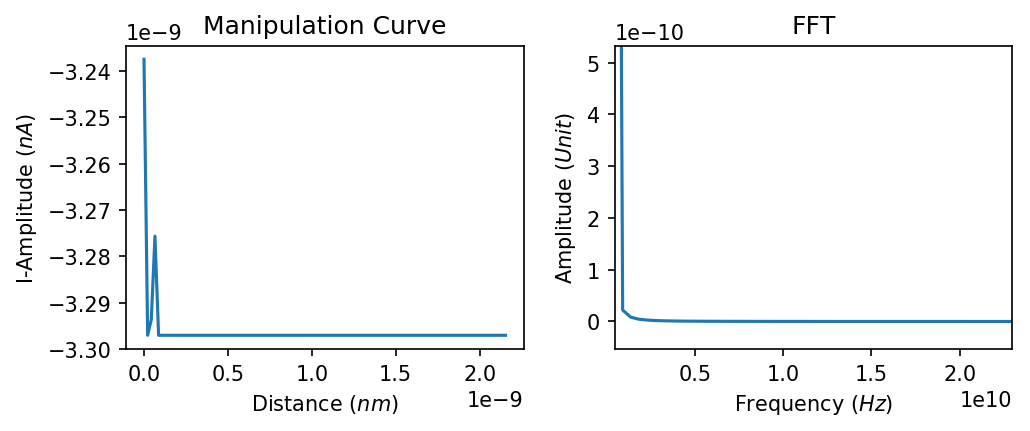 Manipulation Curve
1e−9
−3.24
−3.25
−3.26
−3.27
−3.28
−3.29
−3.30
I-Amplitude (nA)
0.0 0.5 1.0 1.5 2.0
1e−9
Distance (nm)
FFT
1e−10
5
4
3
2
1
0
Amplitude (Unit)
0.5 1.0 1.5 2.0
1e10
Frequency (Hz)